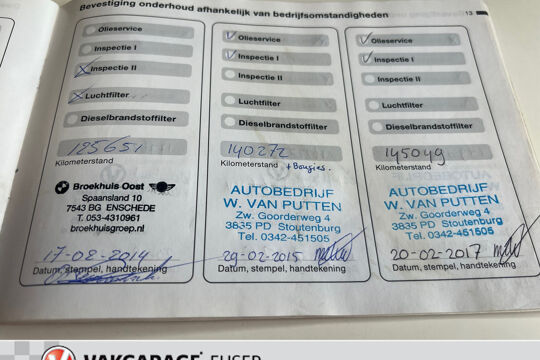 Bevestiging onderhoud afhankelijk van bedrijfsomstandigheden
13
Olieservice
Inspectie I
Inspectie II
Luchtfilter
Dieselbrandstoffilter
125651
Kilometerstand
Broekhuis Oost
Spaansland 10
7543 BG ENSCHEDE
T. 053-4310961
broekhuisgroep.nl
17-02-2014
Datum, stempel, handtekening
Olieservice
Inspectie I
Inspectie II
Luchtfilter
Dieselbrandstoffilter
140272
Kilometerstand + Bougies.
AUTOBEDRIJF
W. VAN PUTTEN
Zw. Goorderweg 4
3835 PD Stoutenburg
Tel. 0342-451505
29-02-2015
Datum, stempel, handtekening
Olieservice
Inspectie I
Inspectie II
Luchtfilter
Dieselbrandstoffilter
145049
Kilometerstand
AUTOBEDRIJF
W. VAN PUTTEN
Zw. Goorderweg 4
3835 PD Stoutenburg
Tel. 0342-451505
20-02-2017
Datum, stempel, handtekening
VAKGARAGE